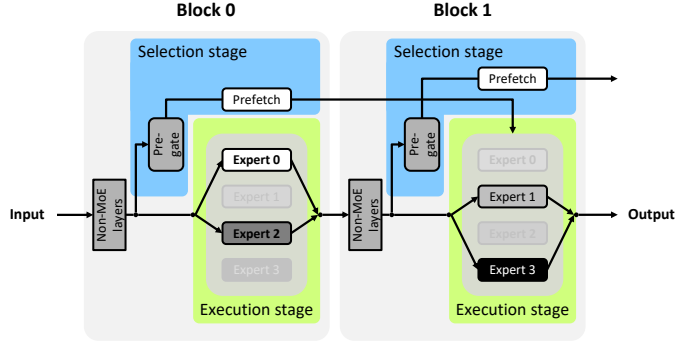 Block 0
Block 1
Selection stage
Selection stage
Prefetch
Prefetch
Pre-
gate
Pre-
gate
Expert 0
Expert 1
Expert 2
Expert 3
Expert 0
Expert 1
Expert 2
Expert 3
Input
Non-MoE
layers
Non-MoE
layers
Output
Execution stage
Execution stage